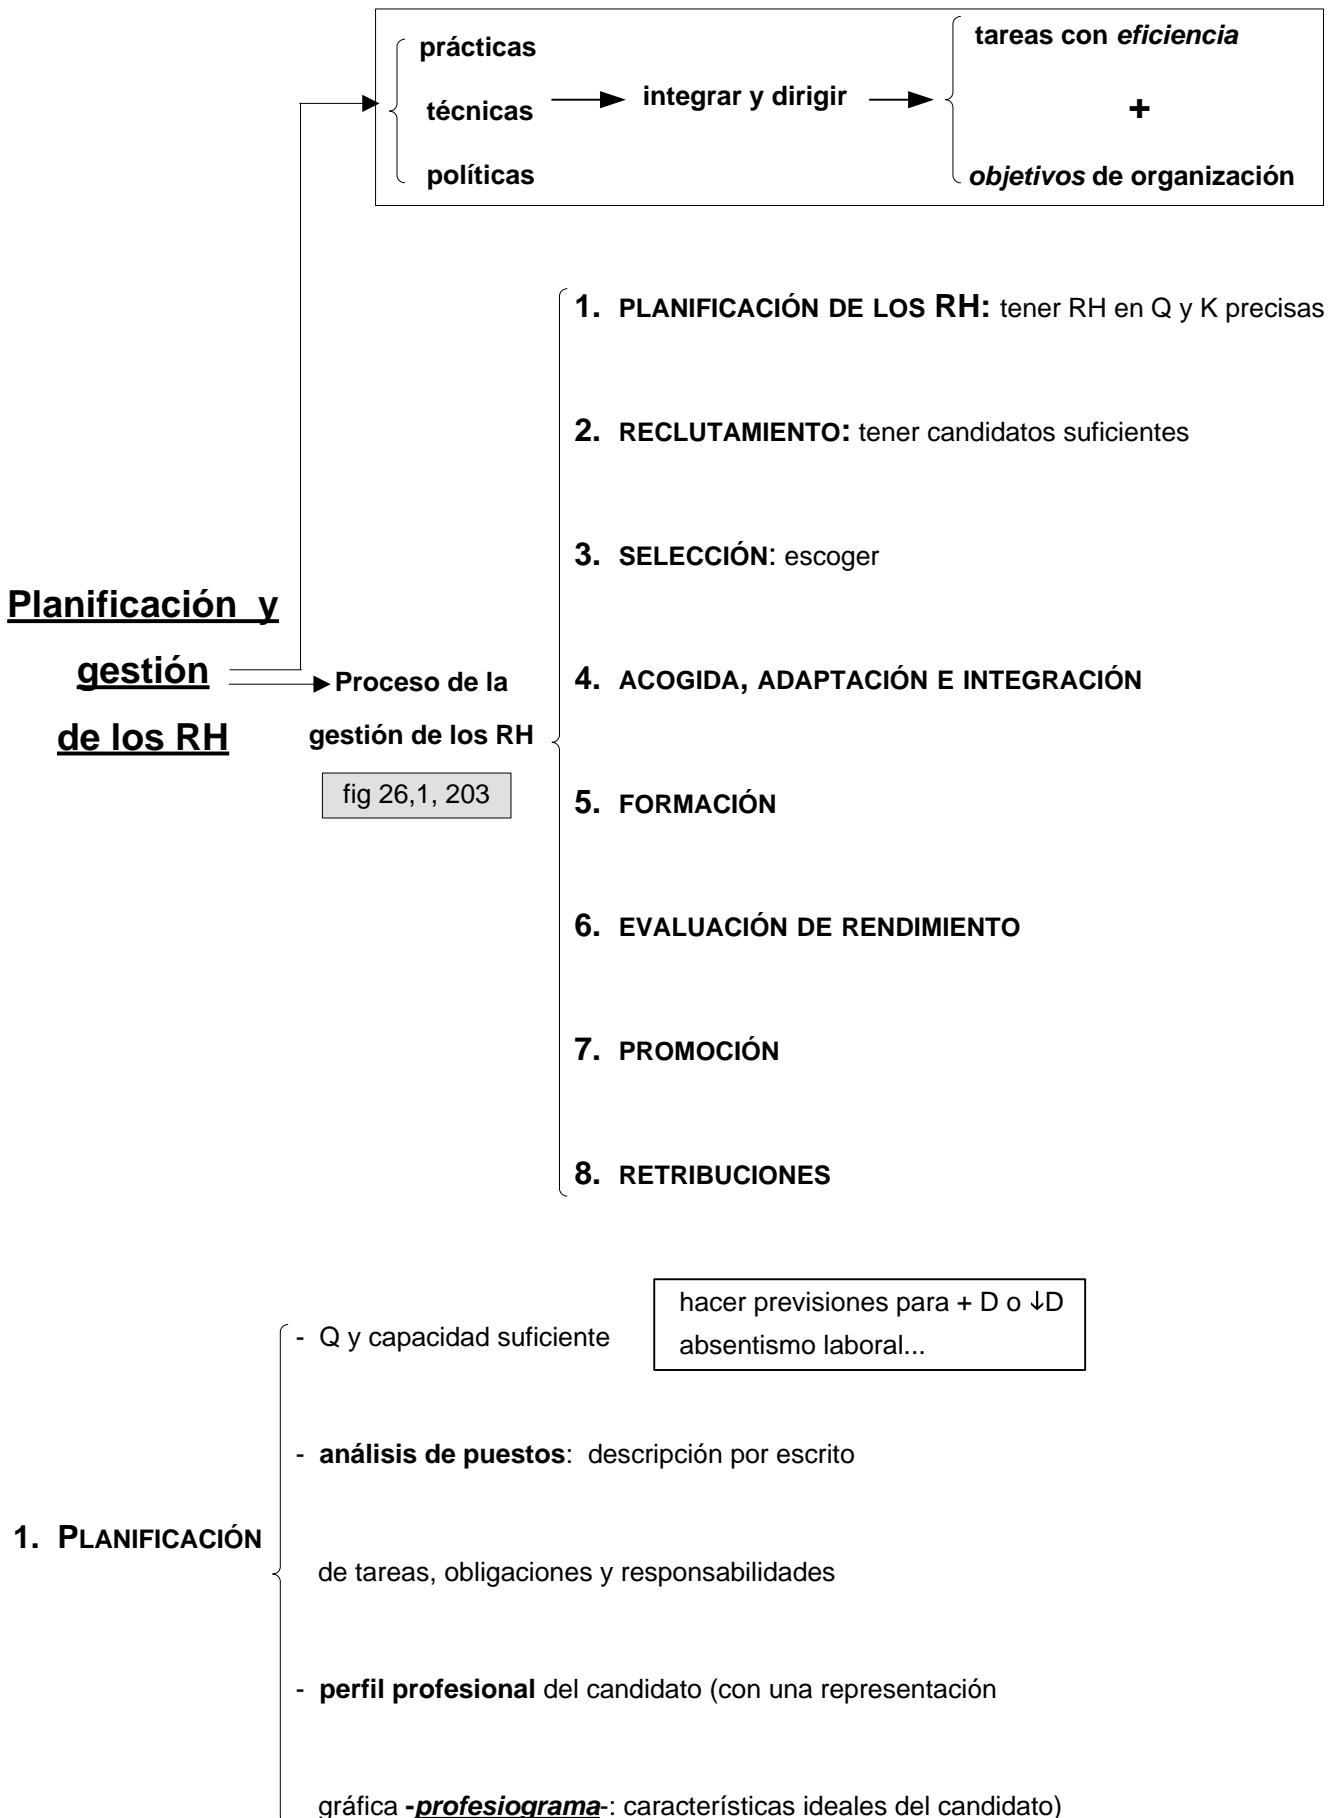 prácticas
técnicas
políticas
integrar y dirigir
tareas con eficiencia
+
objetivos de organización
Planificación y
gestión
de los RH
Proceso de la
gestión de los RH
fig 26,1, 203
1. PLANIFICACIÓN DE LOS RH: tener RH en Q y K precisas
2. RECLUTAMIENTO: tener candidatos suficientes
3. SELECCIÓN: escoger
4. ACOGIDA, ADAPTACIÓN E INTEGRACIÓN
5. FORMACIÓN
6. EVALUACIÓN DE RENDIMIENTO
7. PROMOCIÓN
8. RETRIBUCIONES
1. PLANIFICACIÓN
- Q y capacidad suficiente
hacer previsiones para + D o ↓D
absentismo laboral...
- análisis de puestos: descripción por escrito
de tareas, obligaciones y responsabilidades
- perfil profesional del candidato (con una representación
gráfica -profesiograma-: características ideales del candidato)